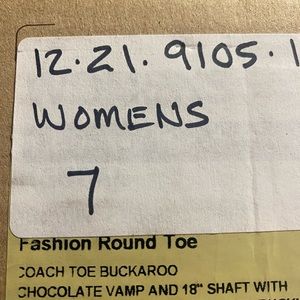 12.21.9105.1
WOMENS
7
Fashion Round Toe
COACH TOE BUCKAROO
CHOCOLATE VAMP AND 18" SHAFT WITH